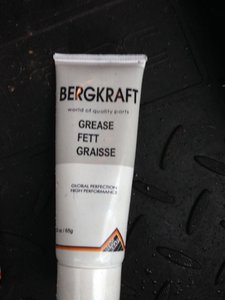 BERGKRAFT
world of quality parts
GREASE
FETT
GRAISSE
GLOBAL PERFECTION
HIGH PERFORMANCE